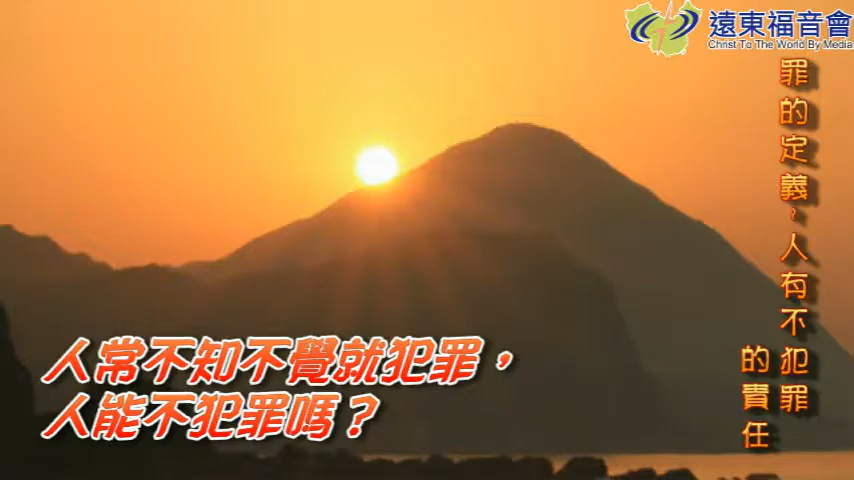 遠東福音會
Christ To The World By Media
罪的定義~人有不犯罪
的責任
人常不知不覺就犯罪，
人能不犯罪嗎？